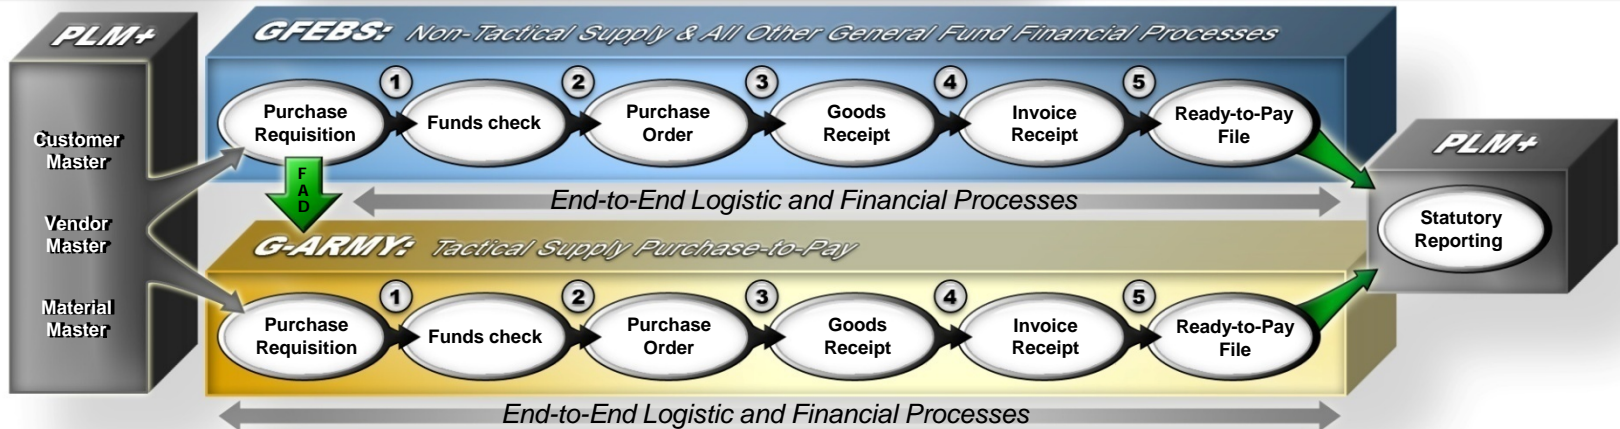 PLM+
Customer
Master
Vendor
Master
Material
Master
GFEBS: Non-Tactical Supply & All Other General Fund Financial Processes
1
2
3
4
5
Purchase
Requisition
Funds check
Purchase
Order
Goods
Receipt
Invoice
Receipt
Ready-to-Pay
File
F
A
D
End-to-End Logistic and Financial Processes
G-ARMY: Tactical Supply Purchase-to-Pay
1
2
3
4
5
Purchase
Requisition
Funds check
Purchase
Order
Goods
Receipt
Invoice
Receipt
Ready-to-Pay
File
End-to-End Logistic and Financial Processes
PLM+
Statutory
Reporting